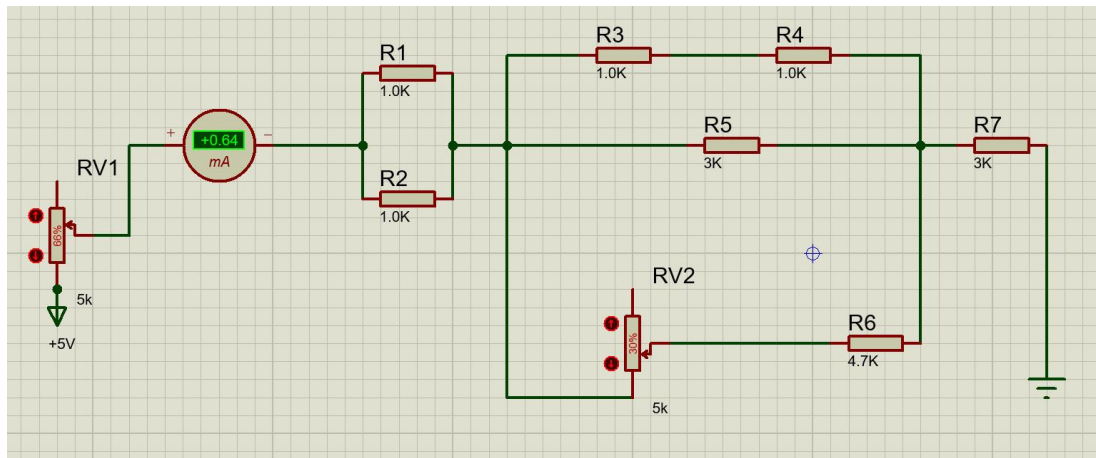 R3
R4
R1
1.0K
1.0K
1.0K
+
+0.64
−
mA
R5
R7
3K
3K
RV1
R2
1.0K
66%
5k
+5V
RV2
30%
R6
4.7K
5k